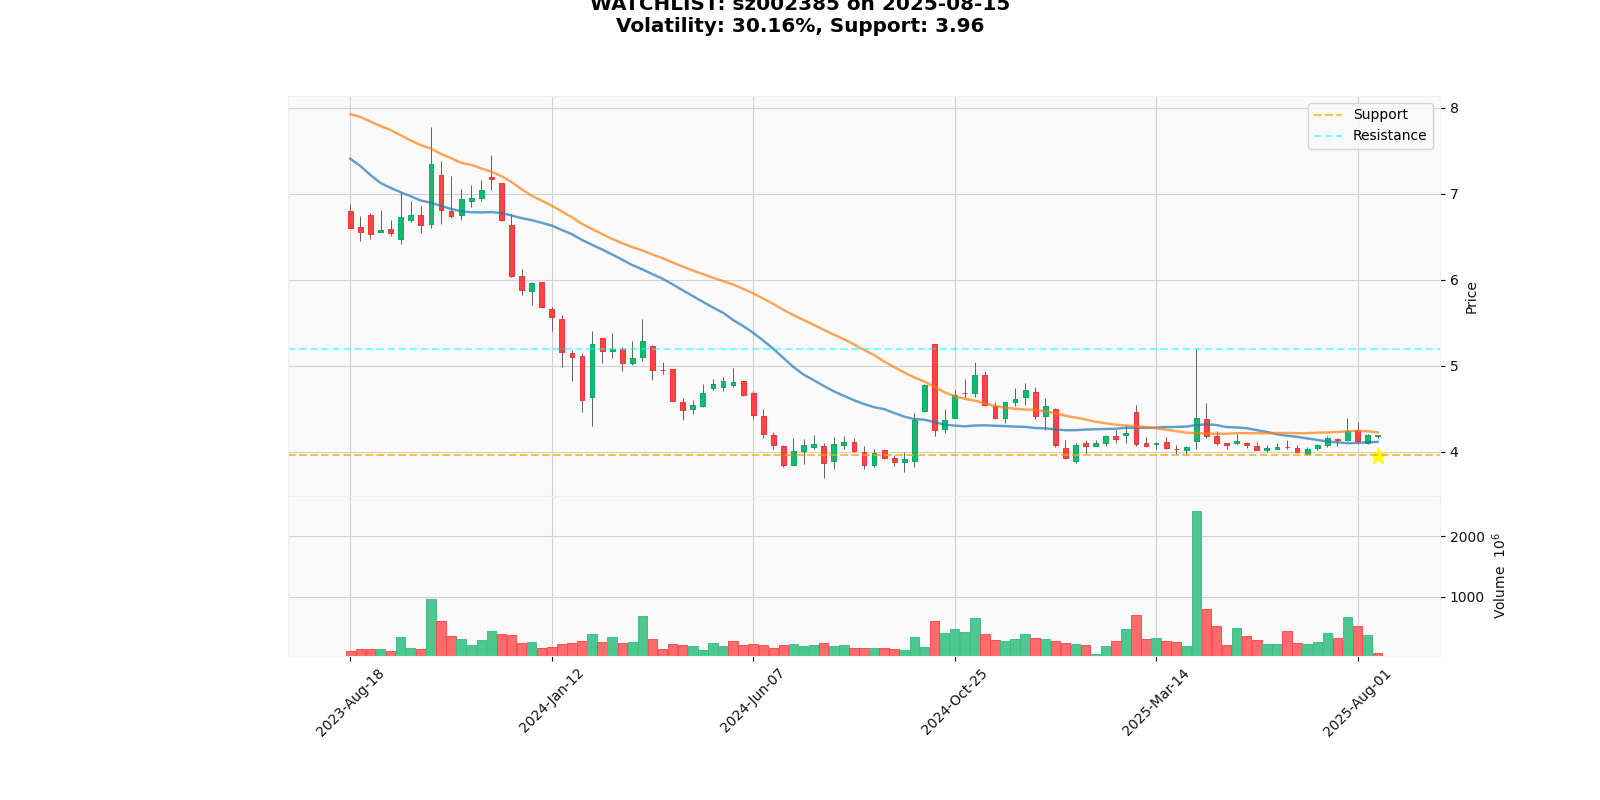 WATCHLIST: sz002385 on 2025-08-15
Volatility: 30.16%, Support: 3.96
Support
Resistance
8
7
6
5
4
Price
2000
1000
Volume 10⁶
2023-Aug-18
2024-Jan-12
2024-Jun-07
2024-Oct-25
2025-Mar-14
2025-Aug-01